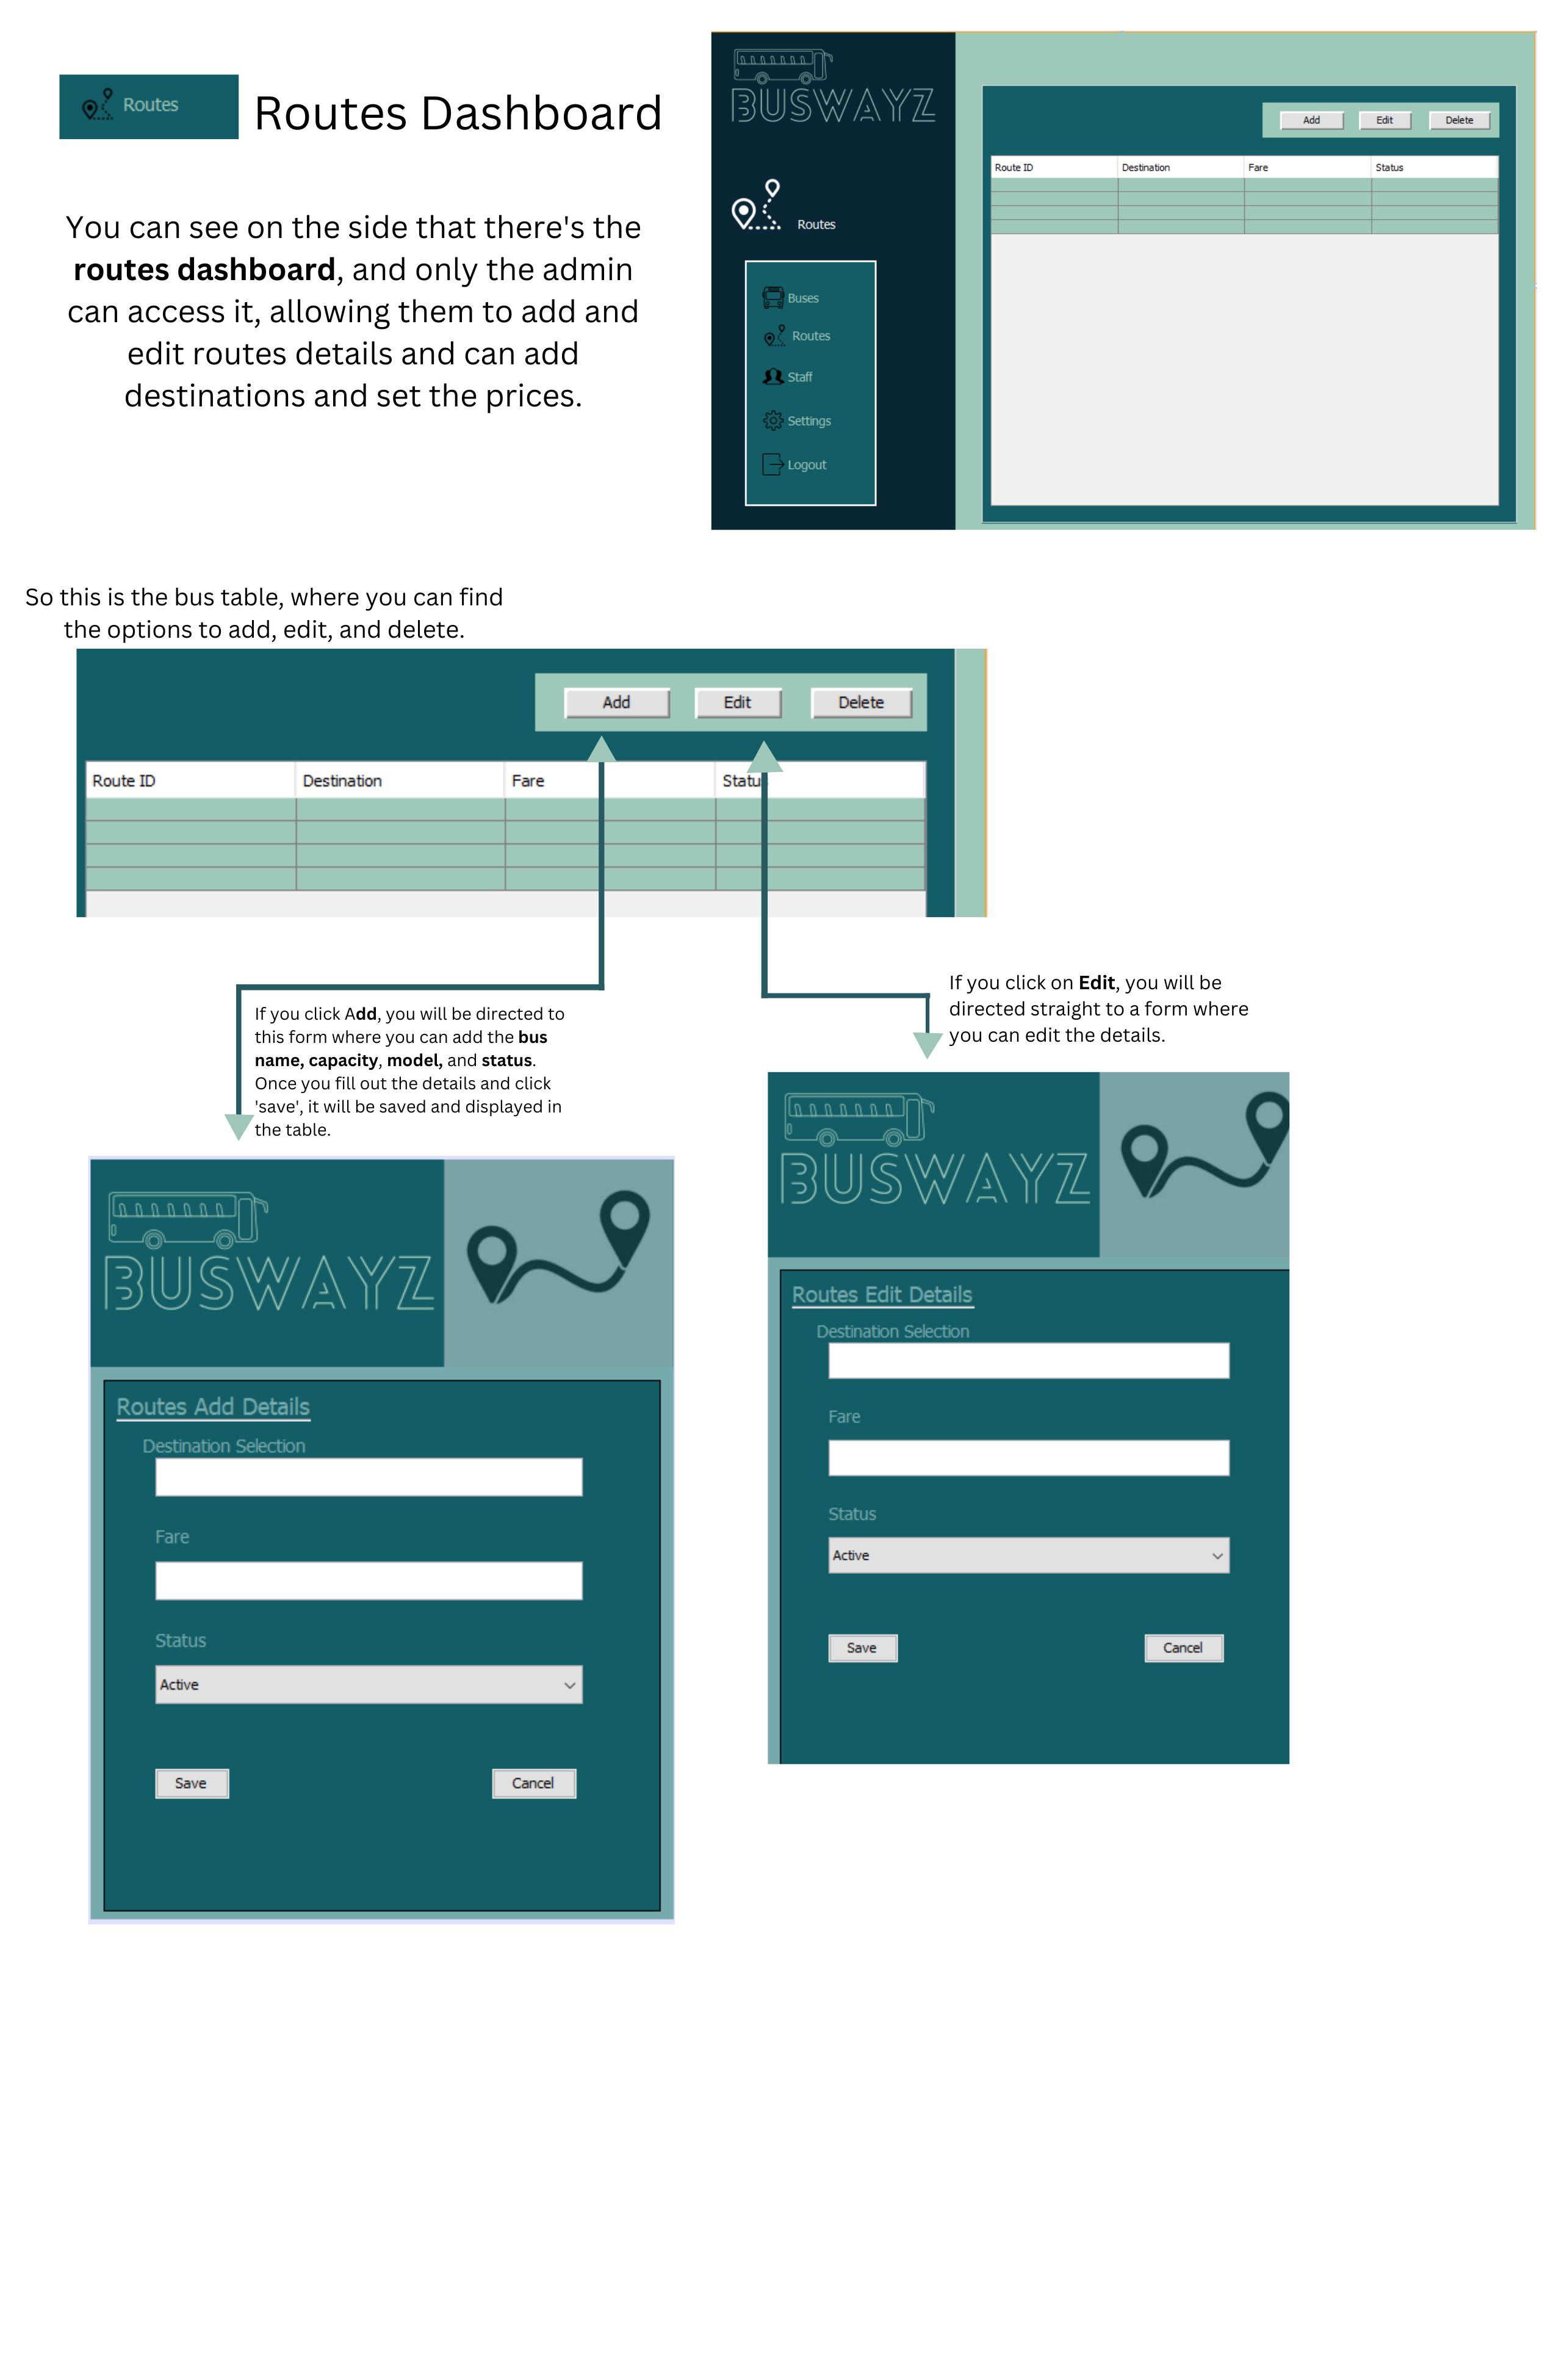 Routes
Routes Dashboard
You can see on the side that there's the
routes dashboard, and only the admin
can access it, allowing them to add and
edit routes details and can add
destinations and set the prices.
BUSWAYZ
Routes
Buses
Routes
Staff
Settings
Logout
Add Edit Delete
Route ID Destination Fare Status
So this is the bus table, where you can find
the options to add, edit, and delete.
Add Edit Delete
Route ID Destination Fare Status
If you click Add, you will be directed to
this form where you can add the bus
name, capacity, model, and status.
Once you fill out the details and click
'save', it will be saved and displayed in
the table.
If you click on Edit, you will be
directed straight to a form where
you can edit the details.
BUSWAYZ
Routes Add Details
Destination Selection
Fare
Status
Active
Save Cancel
BUSWAYZ
Routes Edit Details
Destination Selection
Fare
Status
Active
Save Cancel